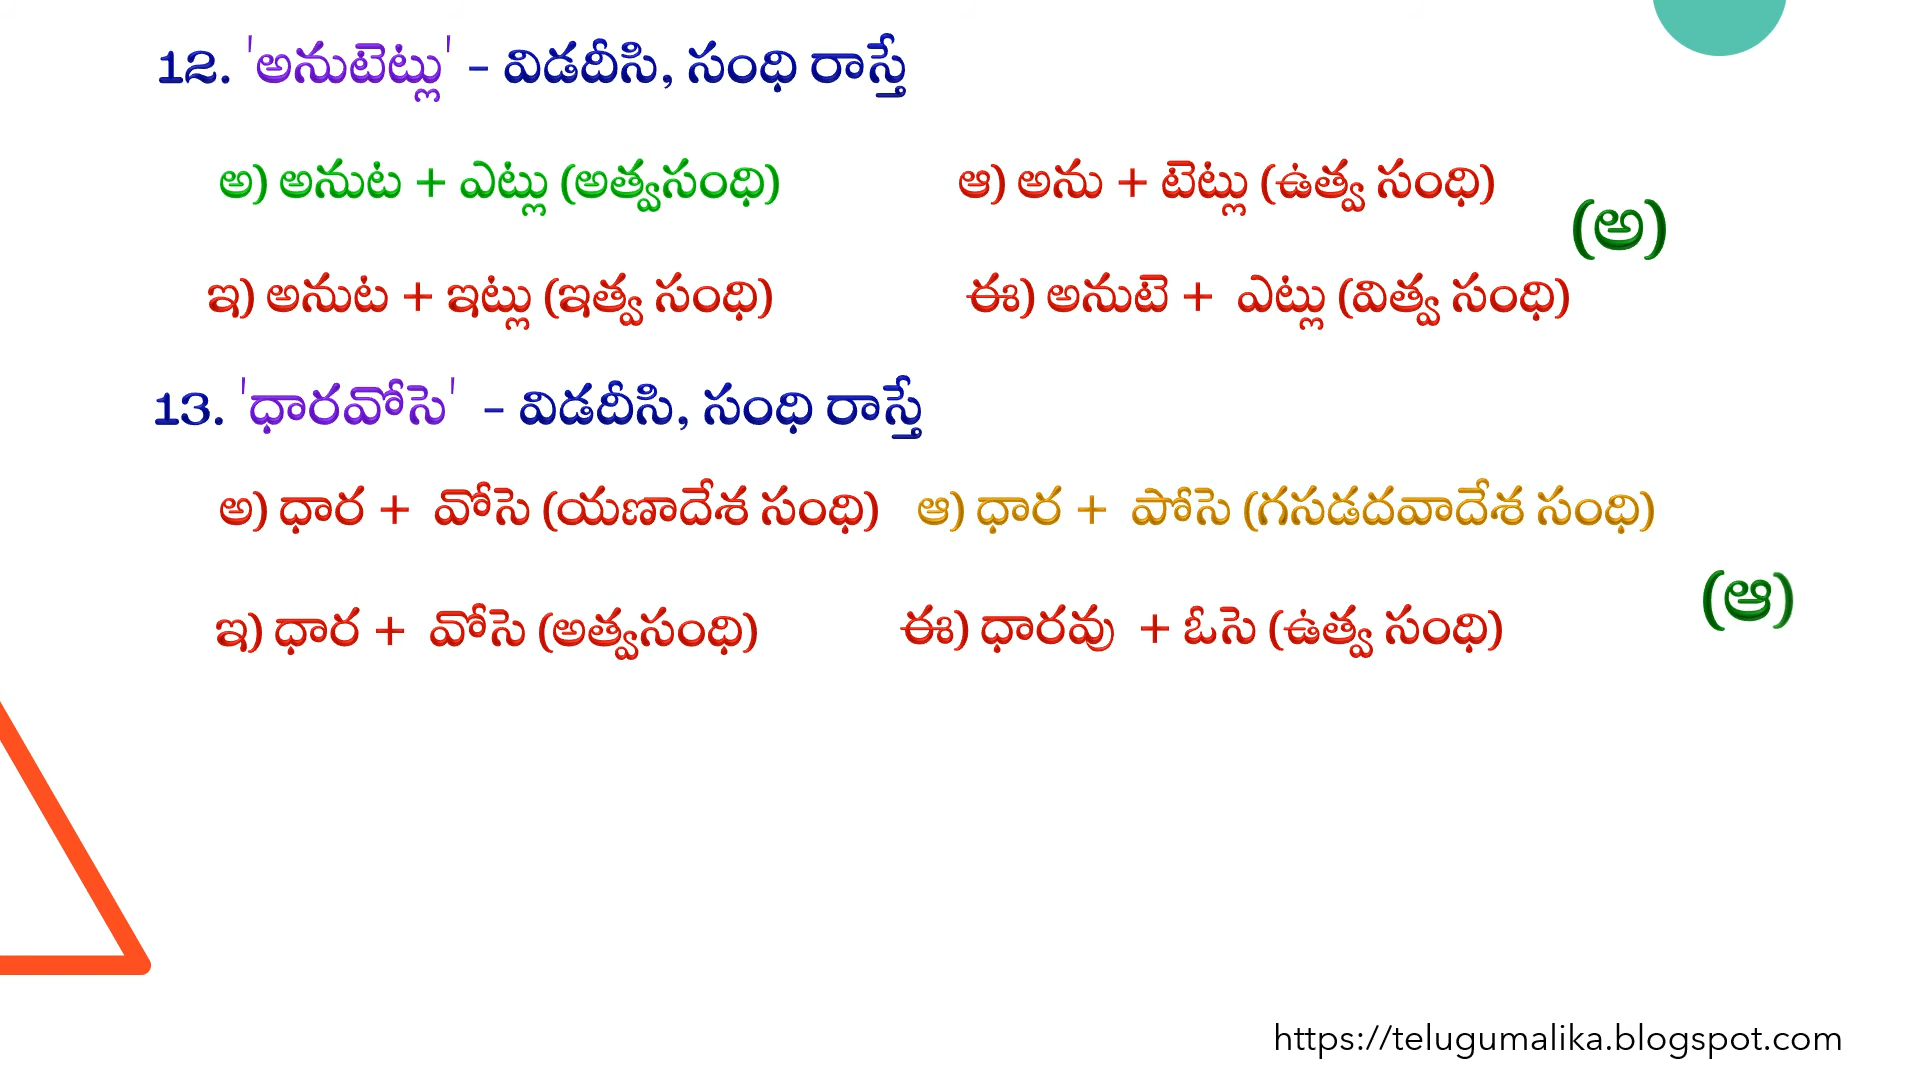 12. 'అనుటెట్లు' - విడదీసి, సంధి రాస్తే
అ) అనుట + ఎట్లు (అత్వసంధి) ఆ) అను + టెట్లు (ఉత్వ సంధి)
(అ)
ఇ) అనుట + ఇట్లు (ఇత్వ సంధి) ఈ) అనుటె + ఎట్లు (విత్వ సంధి)
13. 'ధారవోసె' - విడదీసి, సంధి రాస్తే
అ) ధార + వోసె (యణాదేశ సంధి) ఆ) ధార + పోసె (గసడదవాదేశ సంధి)
(ఆ)
ఇ) ధార + వోసె (అత్వసంధి) ఈ) ధారవు + ఓసె (ఉత్వ సంధి)
https://telugumalika.blogspot.com